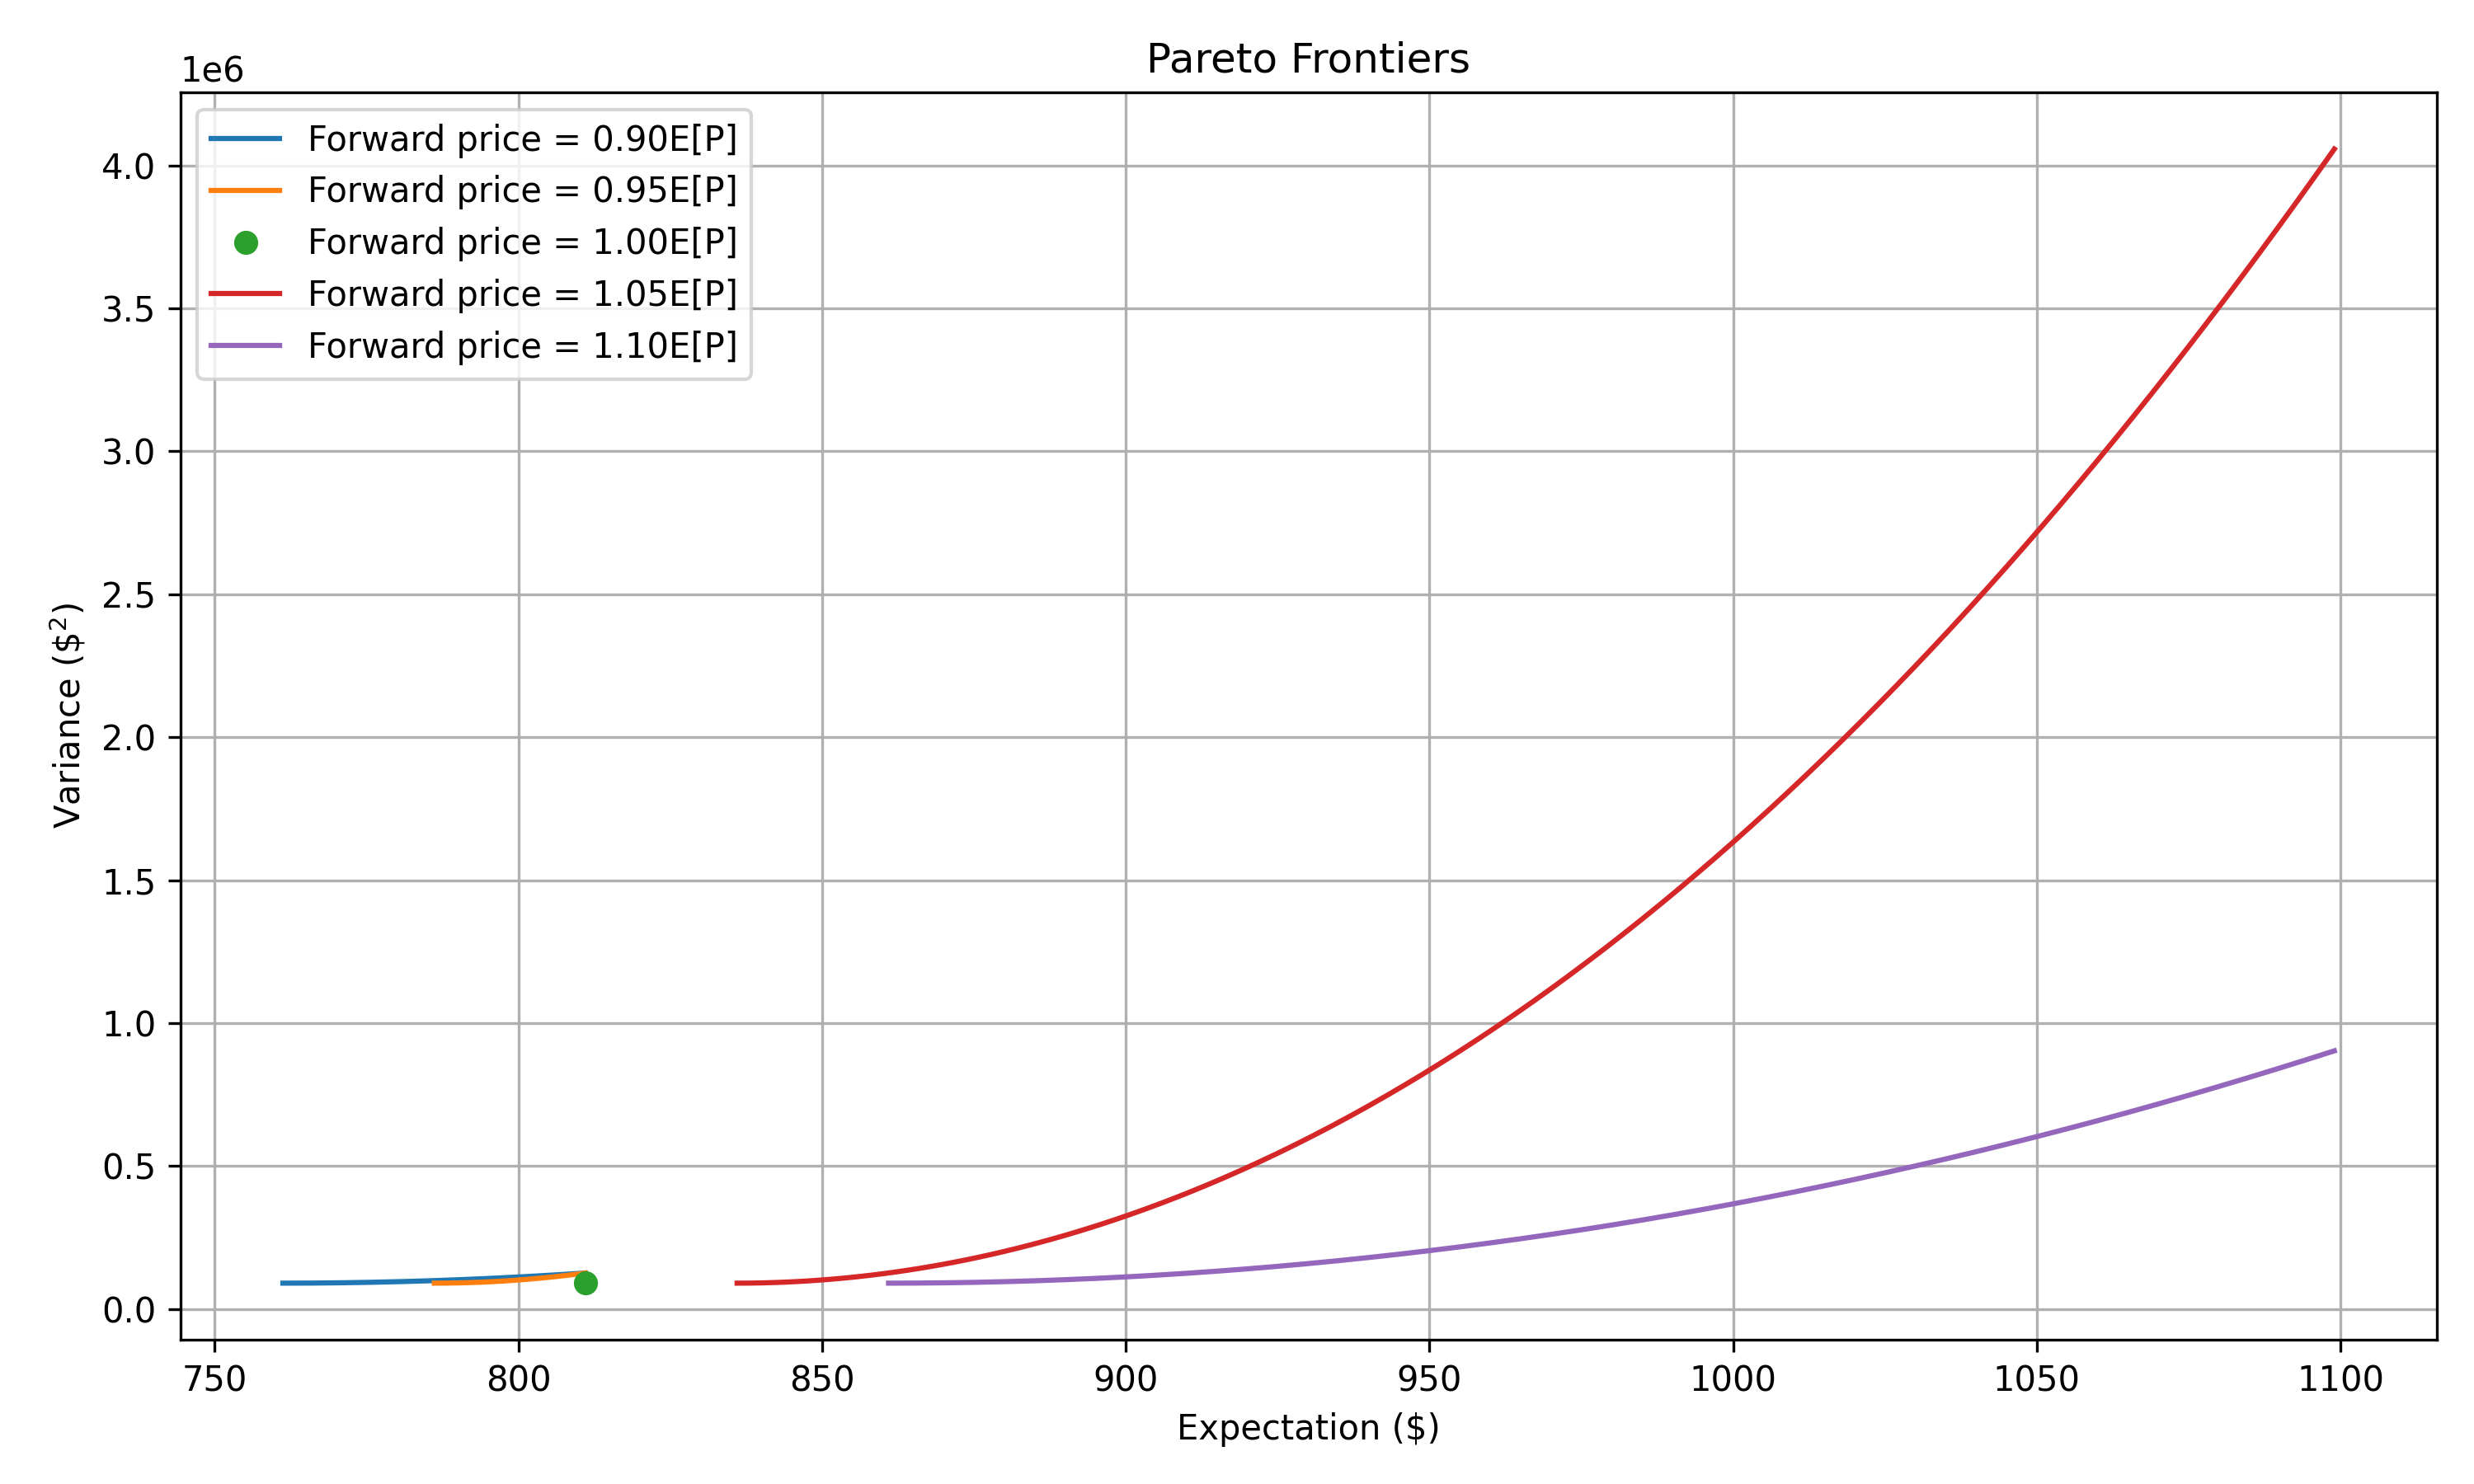 Pareto Frontiers
1e6
Forward price = 0.90E[P]
Forward price = 0.95E[P]
Forward price = 1.00E[P]
Forward price = 1.05E[P]
Forward price = 1.10E[P]
4.0
3.5
3.0
2.5
2.0
1.5
1.0
0.5
0.0
Variance ($²)
750 800 850 900 950 1000 1050 1100
Expectation ($)